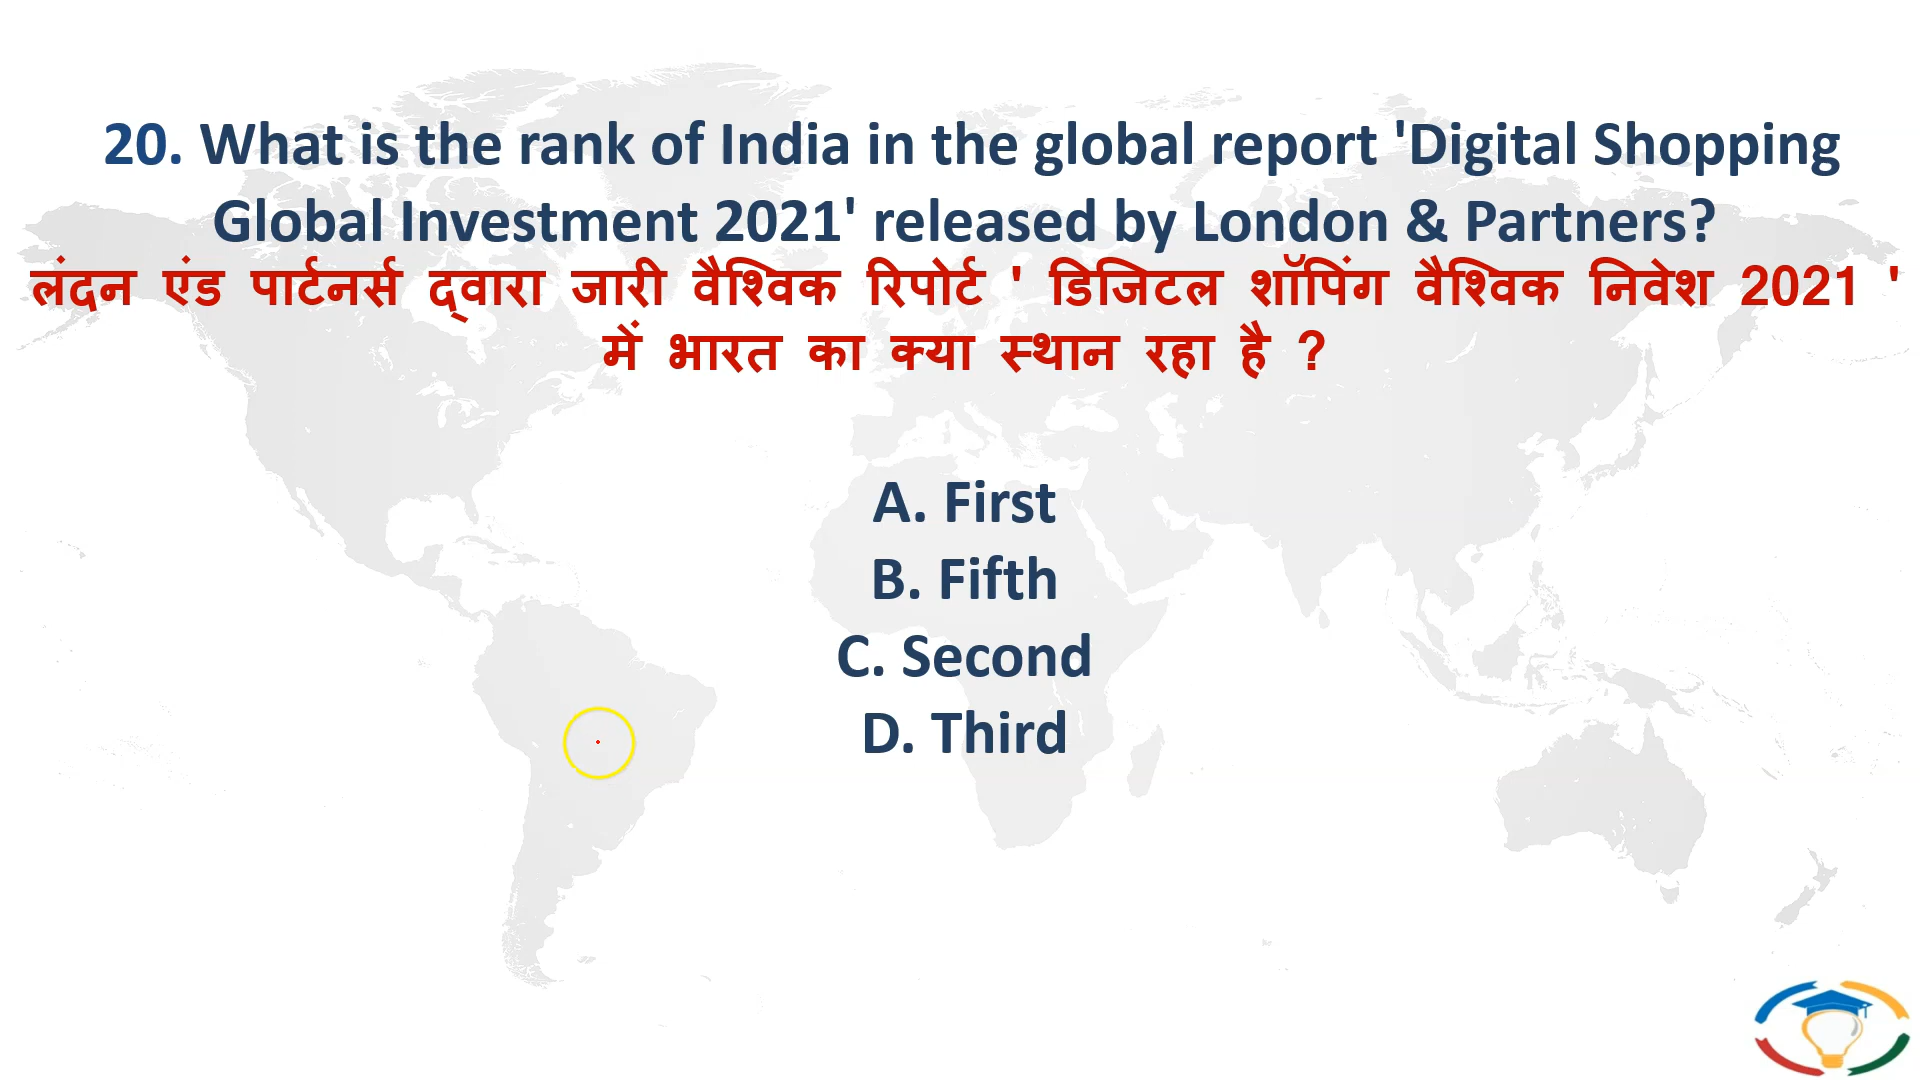 20. What is the rank of India in the global report 'Digital Shopping
Global Investment 2021' released by London & Partners?
लंदन एंड पार्टनर्स द्वारा जारी वैश्विक रिपोर्ट ' डिजिटल शॉपिंग वैश्विक निवेश 2021 '
में भारत का क्या स्थान रहा है ?
A. First
B. Fifth
C. Second
D. Third